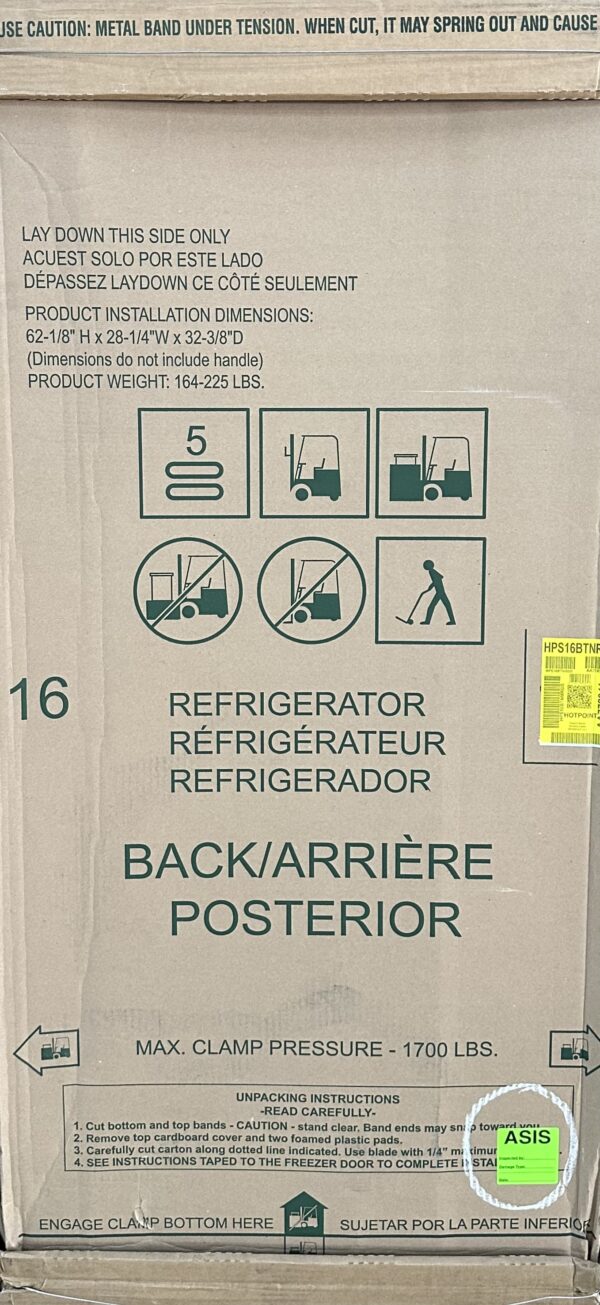 USE CAUTION: METAL BAND UNDER TENSION. WHEN CUT, IT MAY SPRING OUT AND CAUSE
LAY DOWN THIS SIDE ONLY
ACUEST SOLO POR ESTE LADO
DÉPASSEZ LAYDOWN CE CÔTÉ SEULEMENT
PRODUCT INSTALLATION DIMENSIONS:
62-1/8" H x 28-1/4"W x 32-3/8"D
(Dimensions do not include handle)
PRODUCT WEIGHT: 164-225 LBS.
5
HPS16BTNR
HOTPOINT
16
REFRIGERATOR
RÉFRIGÉRATEUR
REFRIGERADOR
BACK/ARRIÈRE
POSTERIOR
MAX. CLAMP PRESSURE - 1700 LBS.
UNPACKING INSTRUCTIONS
-READ CAREFULLY-
1. Cut bottom and top bands - CAUTION - stand clear. Band ends may snap toward you.
2. Remove top cardboard cover and two foamed plastic pads.
3. Carefully cut carton along dotted line indicated. Use blade with 1/4" maximum
4. SEE INSTRUCTIONS TAPED TO THE FREEZER DOOR TO COMPLETE INSTAL
ASIS
ENGAGE CLAMP BOTTOM HERE
SUJETAR POR LA PARTE INFERIOR